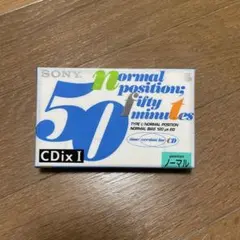 SONY
normal
position;
50 fifty
minutes
TYPE I · NORMAL POSITION
NORMAL BIAS 120 μs EQ
CD
CDix I
ノーマル